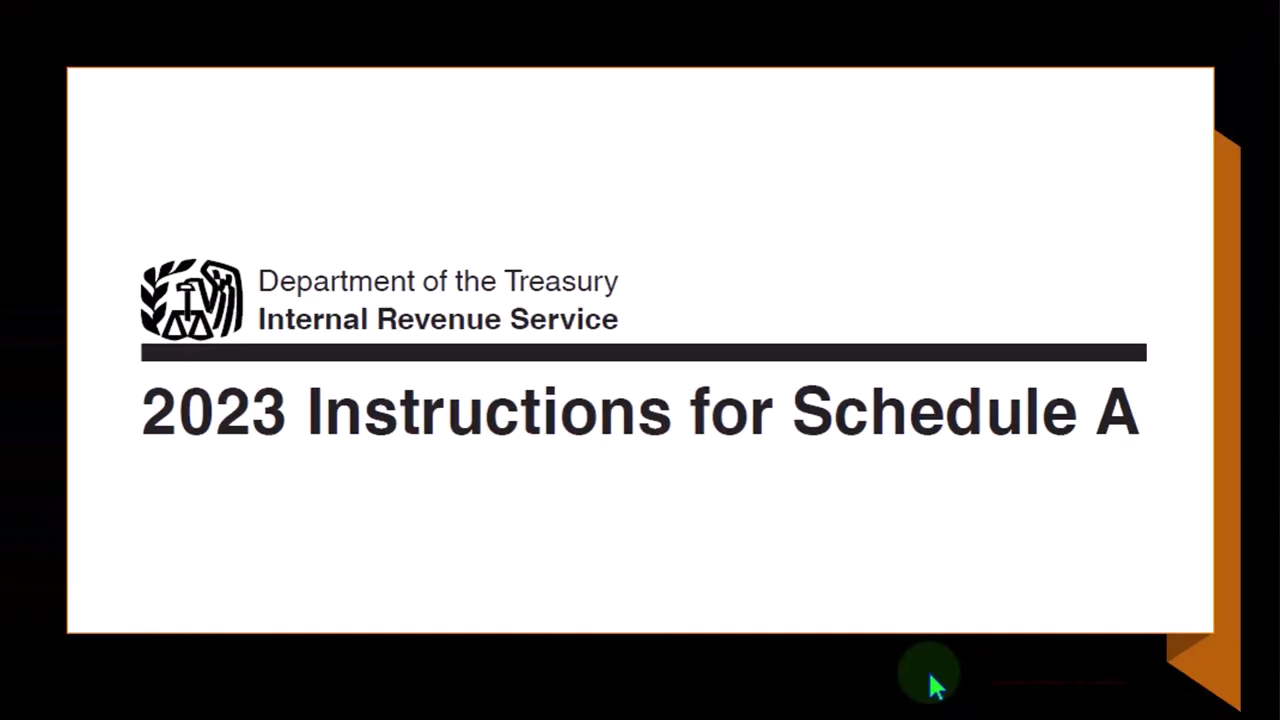 Department of the Treasury
Internal Revenue Service
2023 Instructions for Schedule A